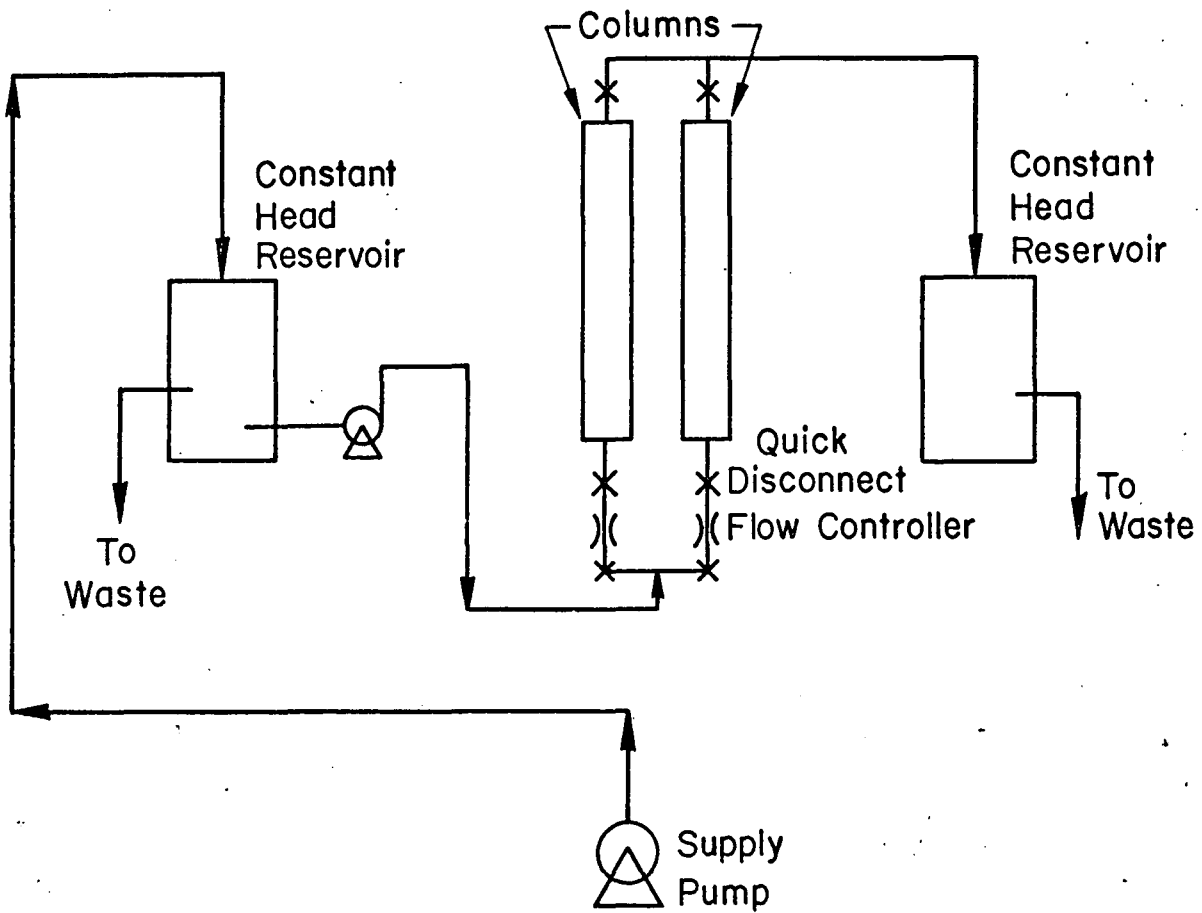 Columns
Constant
Head
Reservoir
Constant
Head
Reservoir
Quick
Disconnect
Flow Controller
To
Waste
To
Waste
Supply
Pump